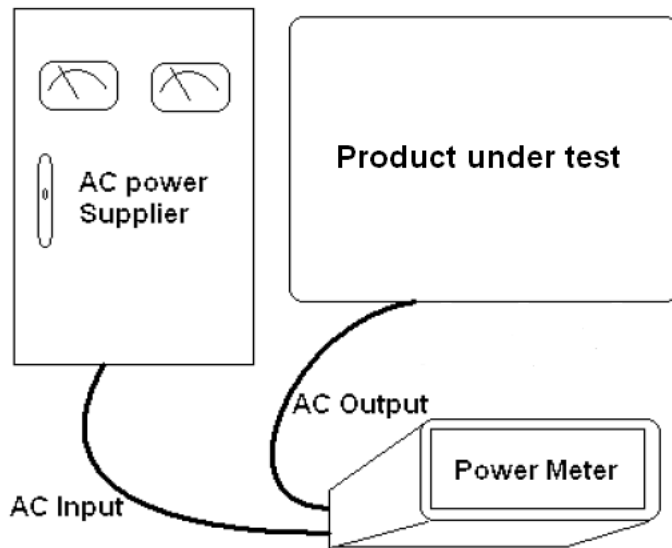 Product under test
AC power
Supplier
AC Output
Power Meter
AC Input